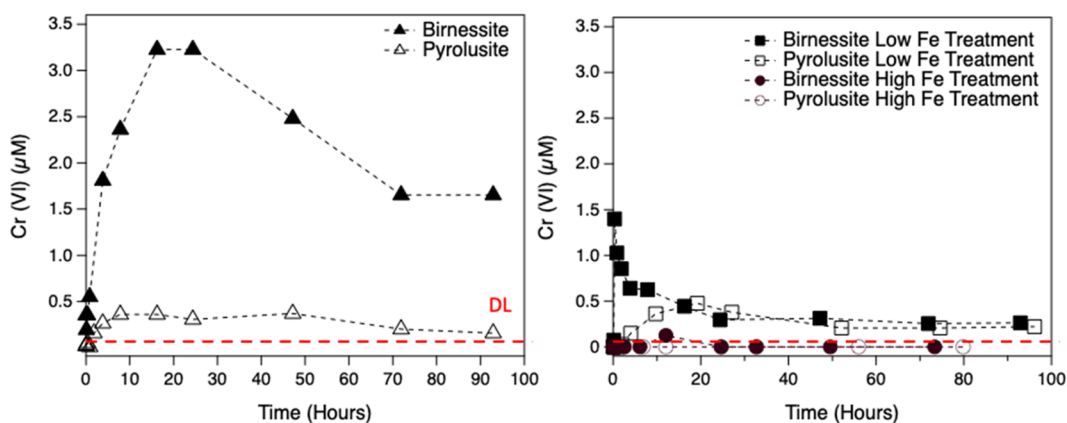 3.5
3.0
2.5
2.0
1.5
1.0
0.5
0
Cr (VI) (µM)
Birnessite
Pyrolusite
DL
0 10 20 30 40 50 60 70 80 90 100
Time (Hours)
3.5
3.0
2.5
2.0
1.5
1.0
0.5
0
Cr (VI) (µM)
Birnessite Low Fe Treatment
Pyrolusite Low Fe Treatment
Birnessite High Fe Treatment
Pyrolusite High Fe Treatment
0 20 40 60 80 100
Time (Hours)